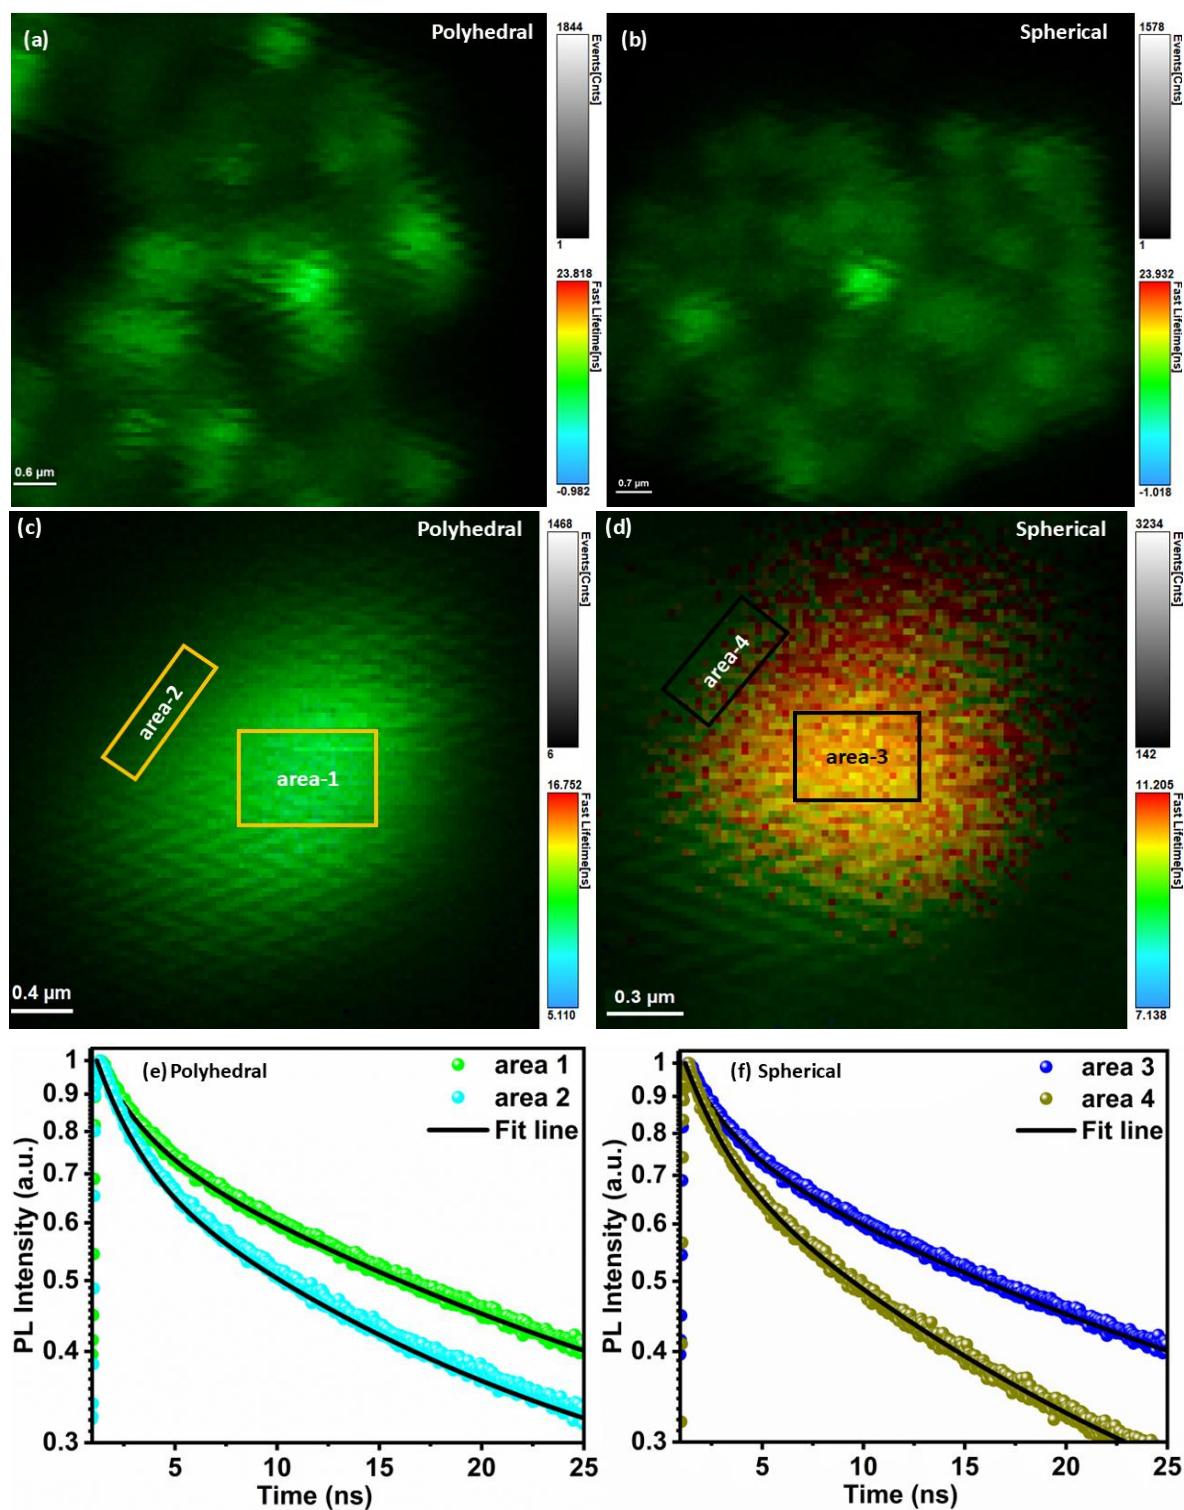 (a)
Polyhedral
1844
Events[Cnts]
1
23.818
Fast Lifetime[ns]
-0.982
0.6 µm
(b)
Spherical
1578
Events[Cnts]
1
23.932
Fast Lifetime[ns]
-1.018
0.7 µm
(c)
Polyhedral
1468
Events[Cnts]
6
16.752
Fast Lifetime[ns]
5.110
area-2
area-1
0.4 µm
(d)
Spherical
3234
Events[Cnts]
142
11.205
Fast Lifetime[ns]
7.138
area-4
area-3
0.3 µm
(e) Polyhedral
area 1
area 2
Fit line
PL Intensity (a.u.)
1
0.9
0.8
0.7
0.6
0.5
0.4
0.3
5 10 15 20 25
Time (ns)
(f) Spherical
area 3
area 4
Fit line
PL Intensity (a.u.)
1
0.9
0.8
0.7
0.6
0.5
0.4
0.3
5 10 15 20 25
Time (ns)